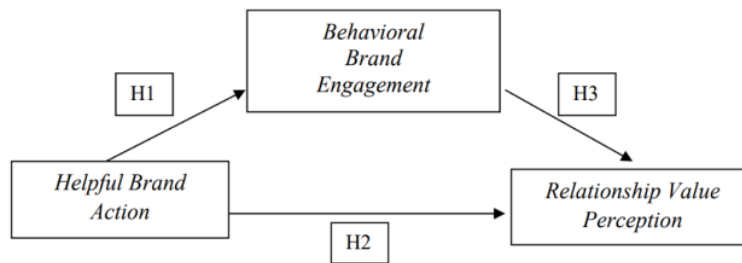 Behavioral
Brand
Engagement
H1
H3
Helpful Brand
Action
Relationship Value
Perception
H2